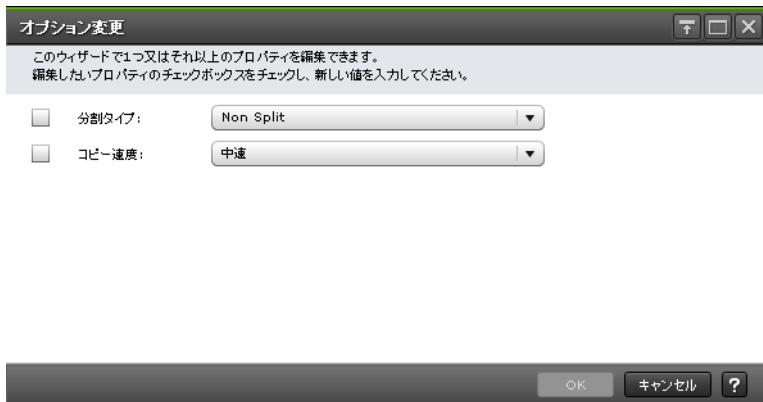 オプション変更
このウィザードで1つ又はそれ以上のプロパティを編集できます。
編集したいプロパティのチェックボックスをチェックし、新しい値を入力してください。
分割タイプ: Non Split
コピー速度: 中速
OK キャンセル ?